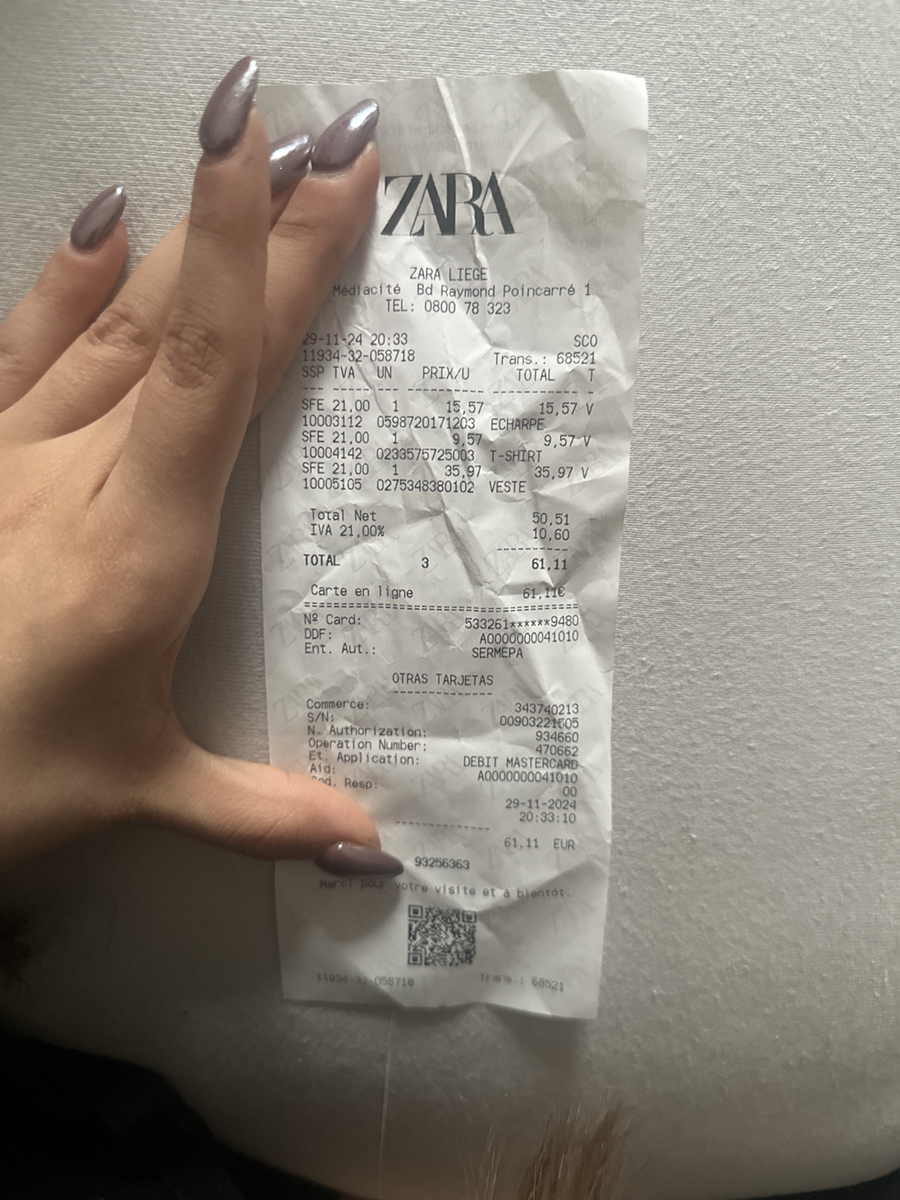 ZARA
ZARA LIEGE
Médiacité Bd Raymond Poincarré 1
TEL: 0800 78 323
29-11-24 20:33 SCO
11934-32-058718 Trans.: 68521
SSP TVA UN PRIX/U TOTAL T
--- --- --- ---------- ---------- -
SFE 21,00 1 15,57 15,57 V
10003112 0598720171203 ECHARPE
SFE 21,00 1 9,57 9,57 V
10004142 0233575725003 T-SHIRT
SFE 21,00 1 35,97 35,97 V
10005105 0275348380102 VESTE
Total Net 50,51
IVA 21,00% 10,60
----------
TOTAL 3 61,11
Carte en ligne 61,11€
======================================
Nº Card: 533261******9480
DDF: A0000000041010
Ent. Aut.: SERMEPA
OTRAS TARJETAS
--------------
Commerce: 343740213
S/N: 00903221605
N. Authorization: 934660
Operation Number: 470662
Et. Application: DEBIT MASTERCARD
Aid: A0000000041010
Resp: 00
29-11-2024
20:33:10
--------------
61,11 EUR
93256363
Merci pour votre visite et à bientôt.
11934-32-058718 Trans.: 68521